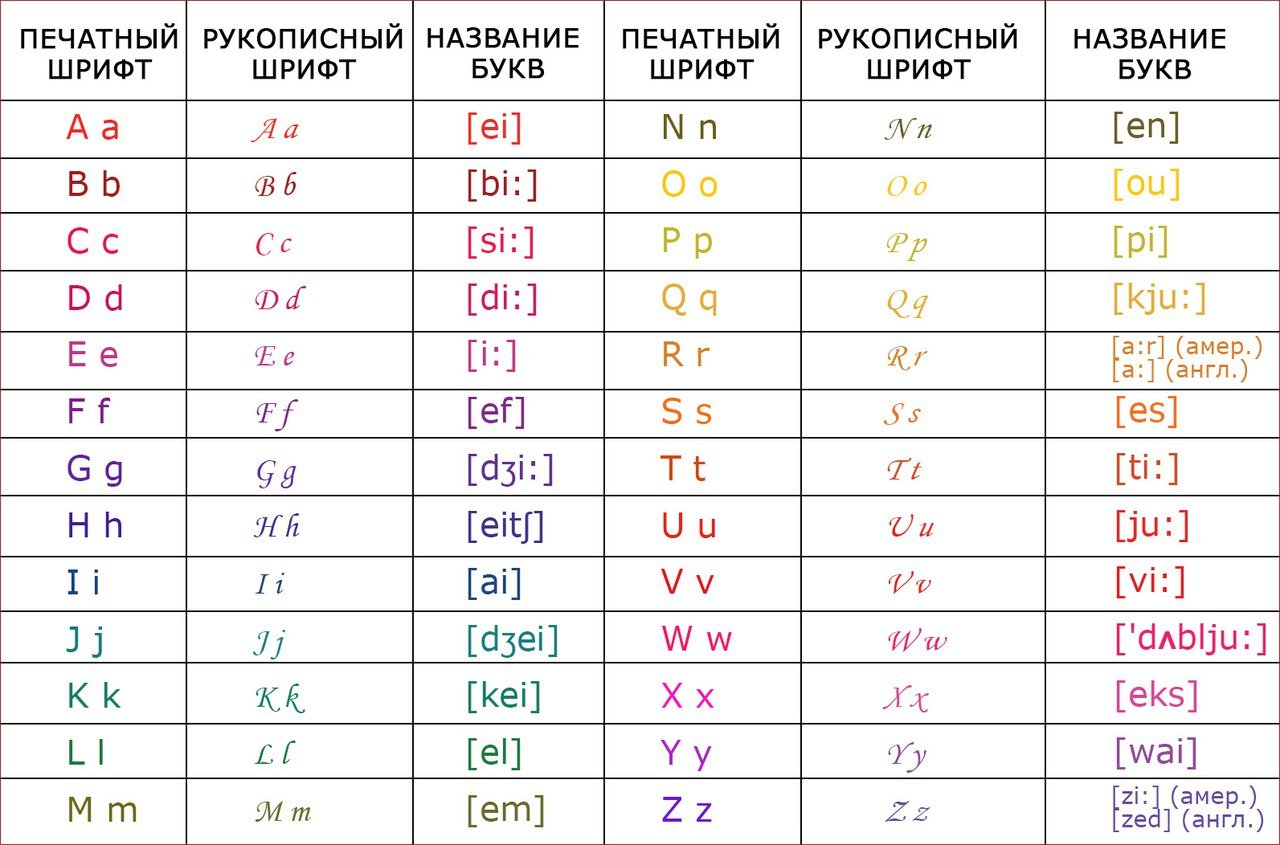 ПЕЧАТНЫЙ ШРИФТ РУКОПИСНЫЙ ШРИФТ НАЗВАНИЕ БУКВ ПЕЧАТНЫЙ ШРИФТ РУКОПИСНЫЙ ШРИФТ НАЗВАНИЕ БУКВ
A a A a [ei] N n N n [en]
B b B b [bi:] O o O o [ou]
C c C c [si:] P p P p [pi]
D d D d [di:] Q q Q q [kju:]
E e E e [i:] R r R r [a:r] (амер.) [a:] (англ.)
F f F f [ef] S s S s [es]
G g G g [dʒi:] T t T t [ti:]
H h H h [eitʃ] U u U u [ju:]
I i I i [ai] V v V v [vi:]
J j J j [dʒei] W w W w ['dʌblju:]
K k K k [kei] X x X x [eks]
L l L l [el] Y y Y y [wai]
M m M m [em] Z z Z z [zi:] (амер.) [zed] (англ.)